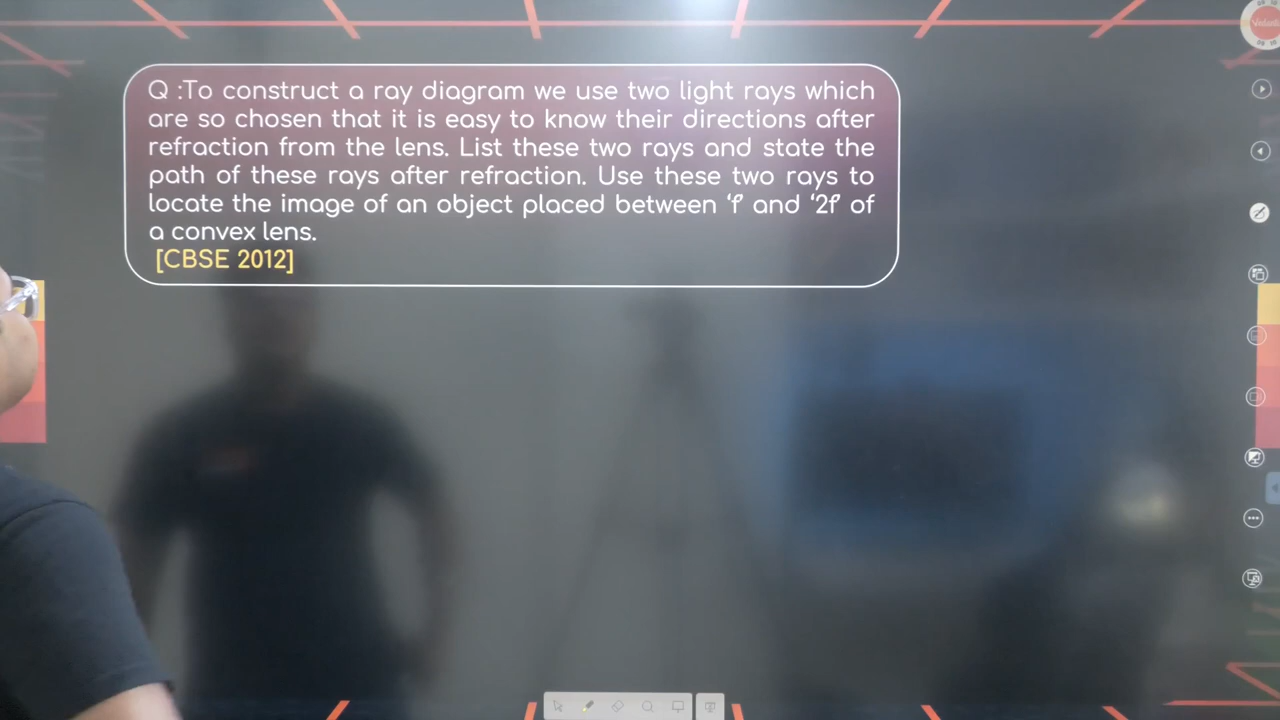 Q :To construct a ray diagram we use two light rays which
are so chosen that it is easy to know their directions after
refraction from the lens. List these two rays and state the
path of these rays after refraction. Use these two rays to
locate the image of an object placed between 'f' and '2f' of
a convex lens.
[CBSE 2012]